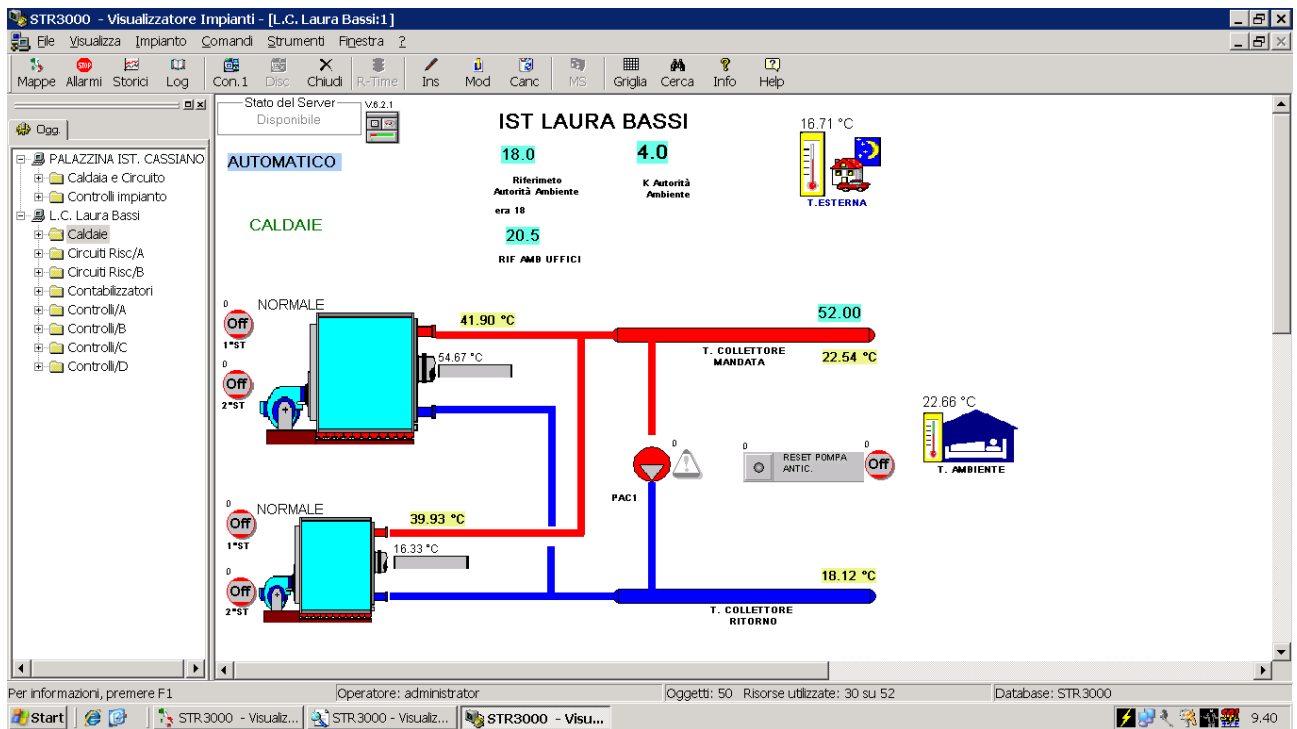 STR3000 - Visualizzatore Impianti - [L.C. Laura Bassi:1]
File Visualizza Impianto Comandi Strumenti Finestra ?
Mappe Allarmi Storici Log Con.1 Disc Chiudi R-Time Ins Mod Canc MS Griglia Cerca Info Help
Ogg.
PALAZZINA IST. CASSIANO
Caldaia e Circuito
Controlli impianto
L.C. Laura Bassi
Caldaie
Circuiti Risc/A
Circuiti Risc/B
Contabilizzatori
Controlli/A
Controlli/B
Controlli/C
Controlli/D
Stato del Server
V.6.2.1
Disponibile
AUTOMATICO
CALDAIE
IST LAURA BASSI
18.0
4.0
Riferimeto
Autorità Ambiente
K Autorità
Ambiente
era 18
20.5
RIF AMB UFFICI
16.71 °C
T.ESTERNA
0
NORMALE
Off
1°ST
0
Off
2°ST
41.90 °C
54.67 °C
52.00
T. COLLETTORE
MANDATA
22.54 °C
22.66 °C
T. AMBIENTE
0
PAC1
0
RESET POMPA
ANTIC.
0
Off
0
NORMALE
Off
1°ST
0
Off
2°ST
39.93 °C
16.33 °C
18.12 °C
T. COLLETTORE
RITORNO
Per informazioni, premere F1
Operatore: administrator
Oggetti: 50 Risorse utilizzate: 30 su 52
Database: STR3000
Start
STR3000 - Visualiz...
STR3000 - Visualiz...
STR3000 - Visu...
9.40